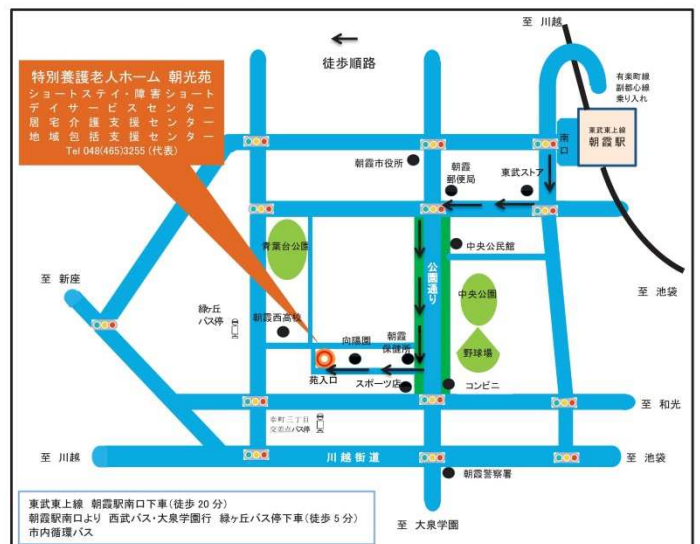 至 川越
徒歩順路
有楽町線
副都心線
乗り入れ
特別養護老人ホーム 朝光苑
ショートステイ・障害ショート
デイサービスセンター
居宅介護支援センター
地域包括支援センター
Tel 048(465)3255 (代表)
東武東上線
朝霞駅
南口
朝霞市役所
朝霞
郵便局
東武ストア
青葉台公園
中央公民館
公園通り
至 新座
中央公園
至 池袋
緑ヶ丘
バス停
朝霞西高校
向陽園
朝霞
保健所
野球場
苑入口
スポーツ店
コンビニ
至 和光
幸町三丁目
交差点バス停
至 川越
川越街道
至 池袋
朝霞警察署
東武東上線 朝霞駅南口下車(徒歩20分)
朝霞駅南口より 西武バス・大泉学園行 緑ヶ丘バス停下車(徒歩5分)
市内循環バス
至 大泉学園